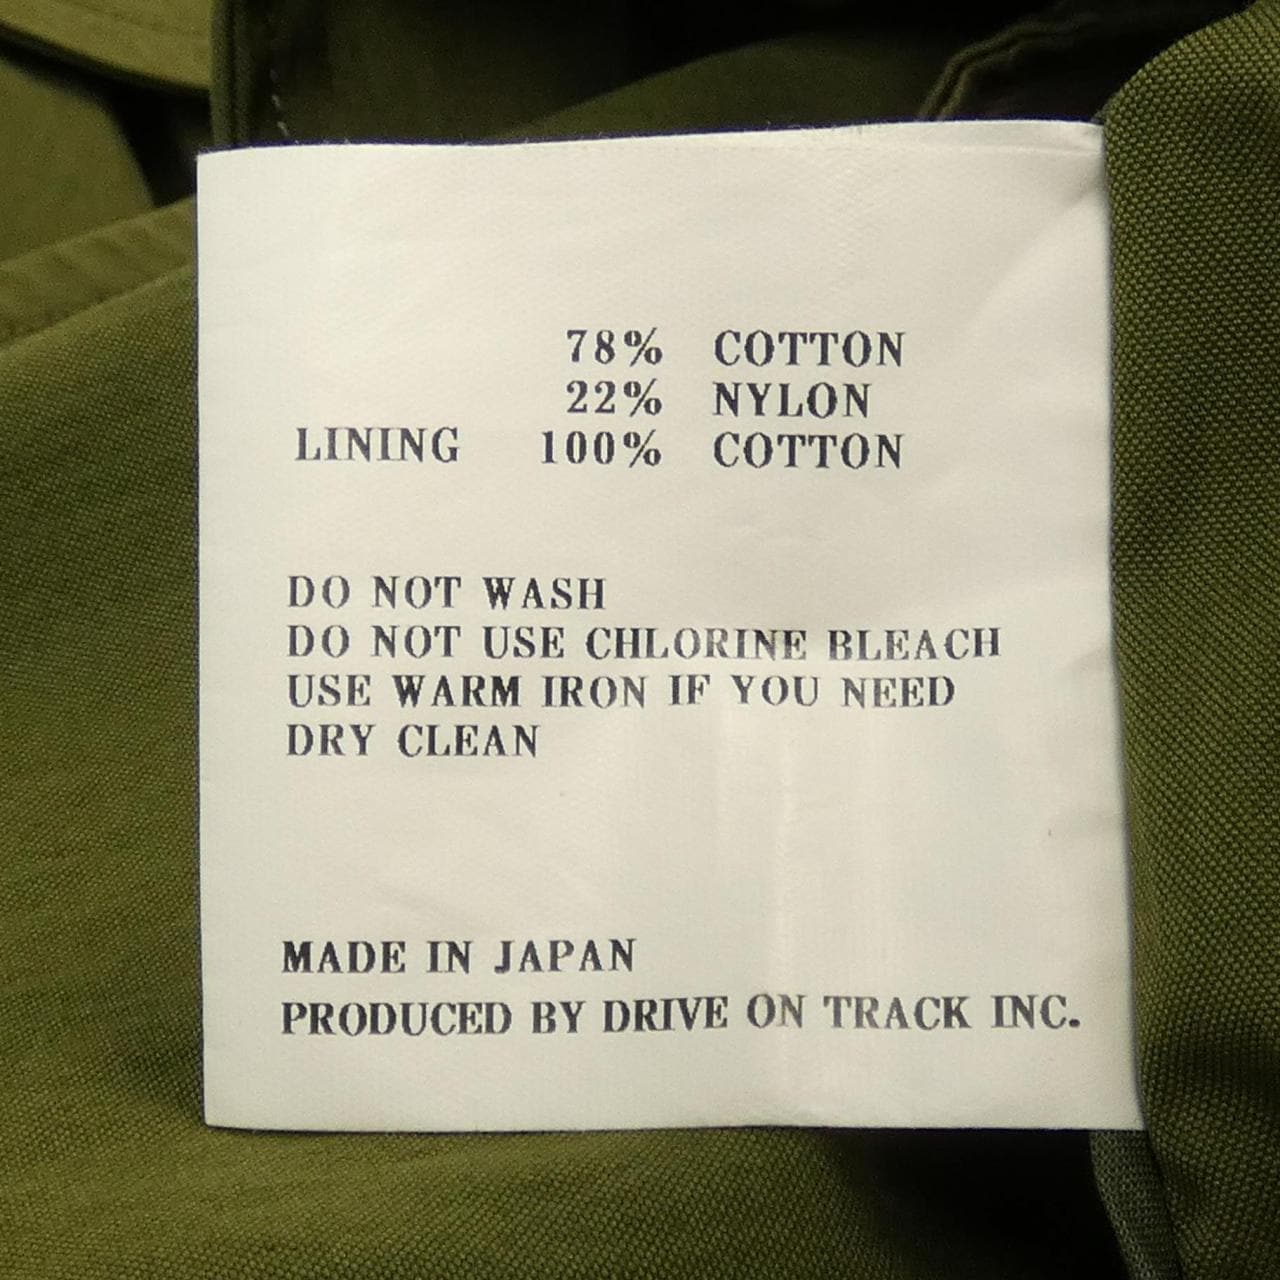 78% COTTON
22% NYLON
LINING 100% COTTON
DO NOT WASH
DO NOT USE CHLORINE BLEACH
USE WARM IRON IF YOU NEED
DRY CLEAN
MADE IN JAPAN
PRODUCED BY DRIVE ON TRACK INC.